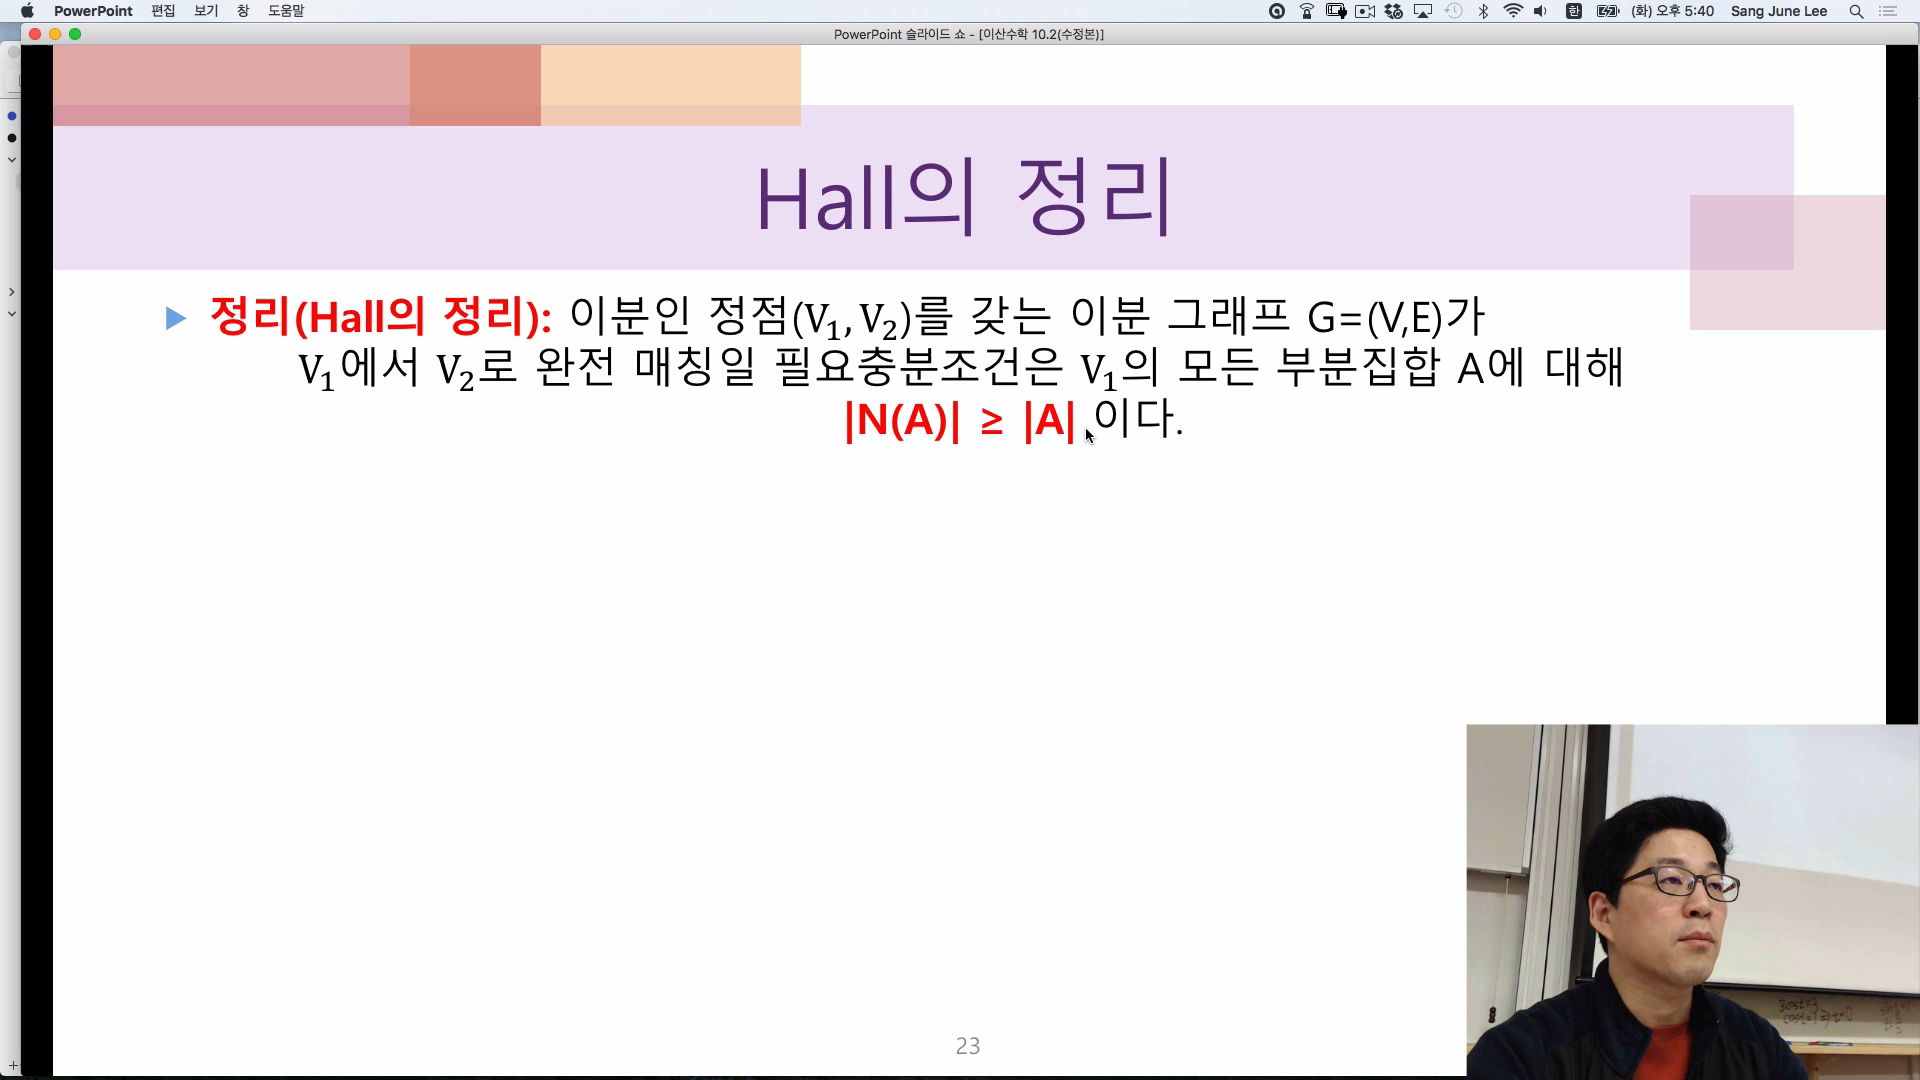 PowerPoint 편집 보기 창 도움말 한 (화) 오후 5:40 Sang June Lee
PowerPoint 슬라이드 쇼 - [이산수학 10.2(수정본)]
Hall의 정리
정리(Hall의 정리): 이분인 정점(V₁, V₂)를 갖는 이분 그래프 G=(V,E)가
V₁에서 V₂로 완전 매칭일 필요충분조건은 V₁의 모든 부분집합 A에 대해
|N(A)| ≥ |A| 이다.
23